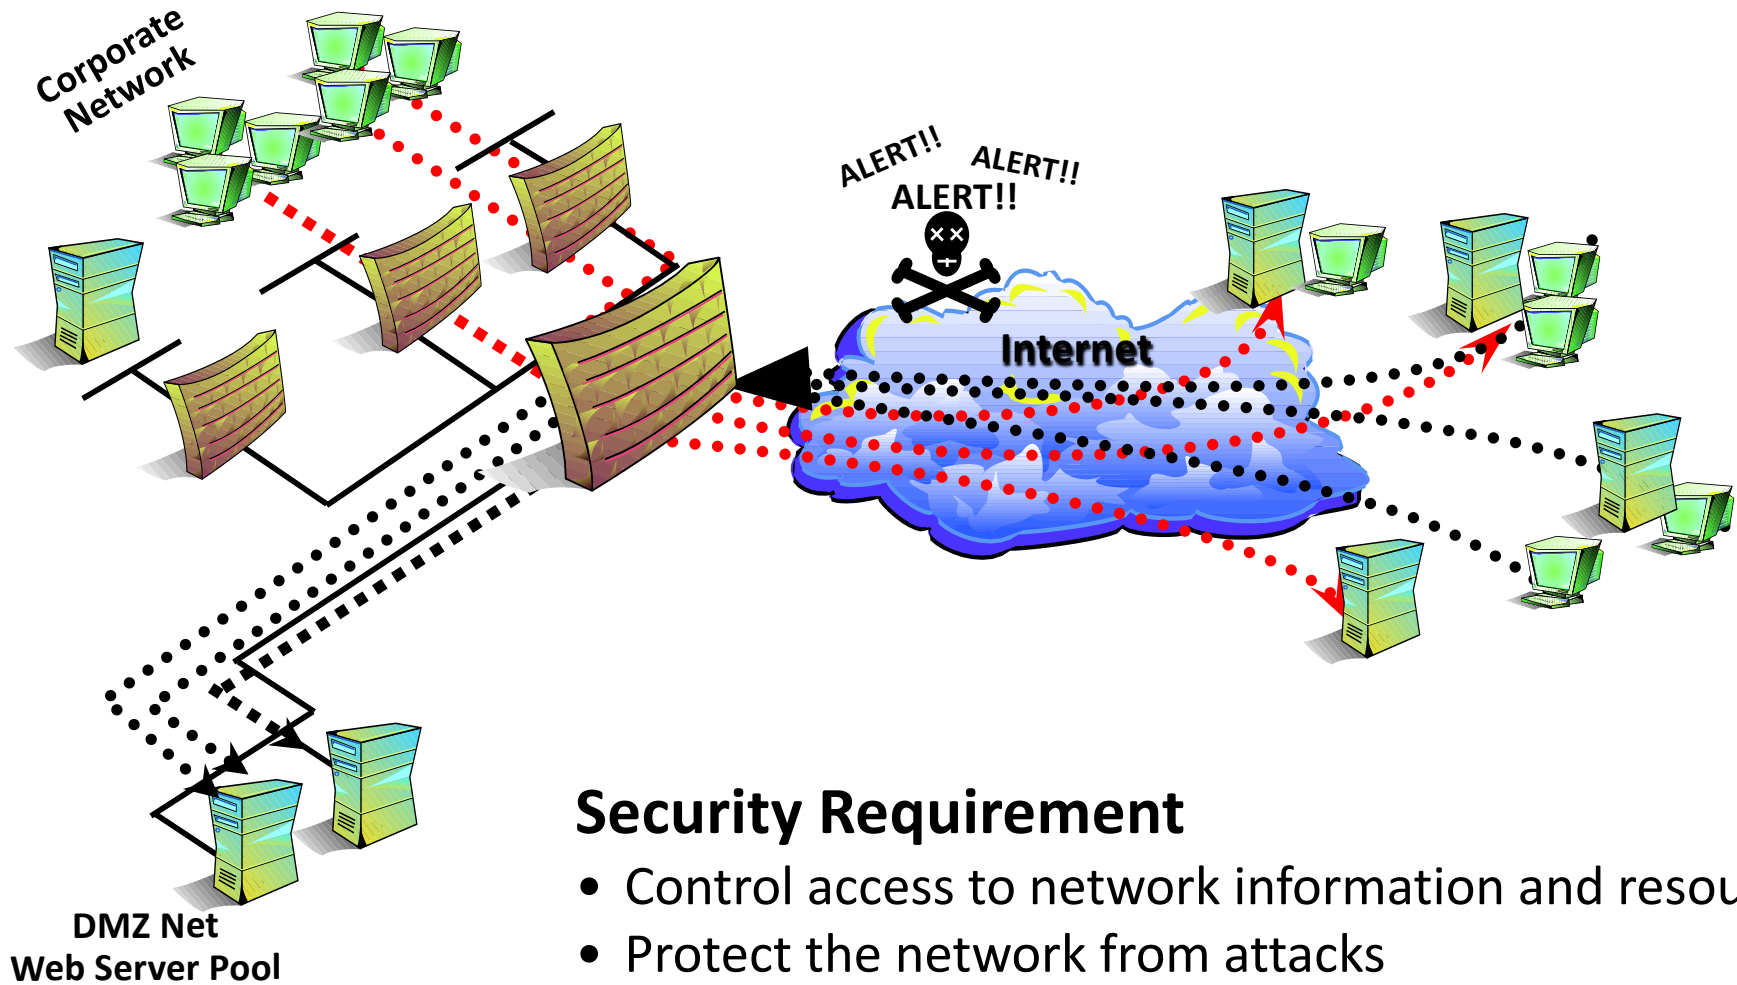 Corporate
Network
ALERT!!
ALERT!!
ALERT!!
Internet
Security Requirement
• Control access to network information and resou
• Protect the network from attacks
DMZ Net
Web Server Pool